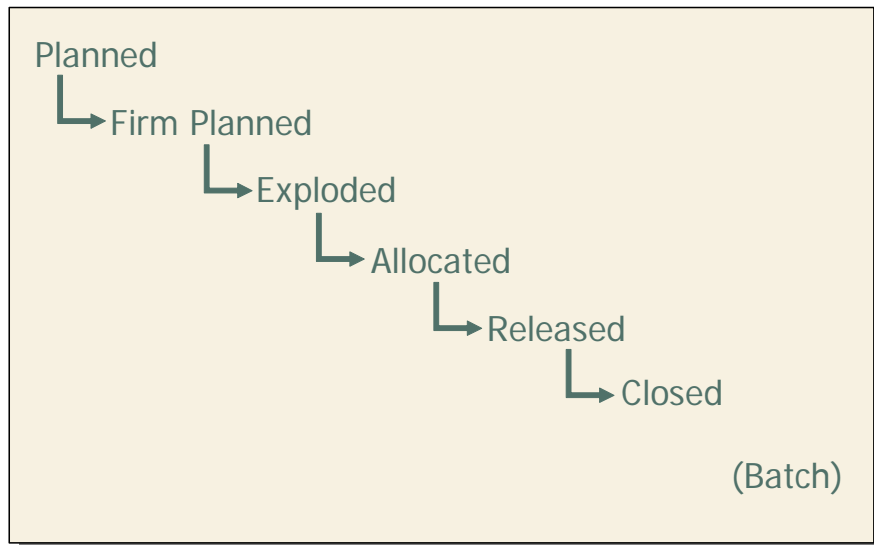 Planned
Firm Planned
Exploded
Allocated
Released
Closed
(Batch)